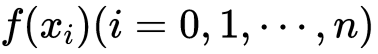 f(x_i)(i = 0, 1, ⋯, n)